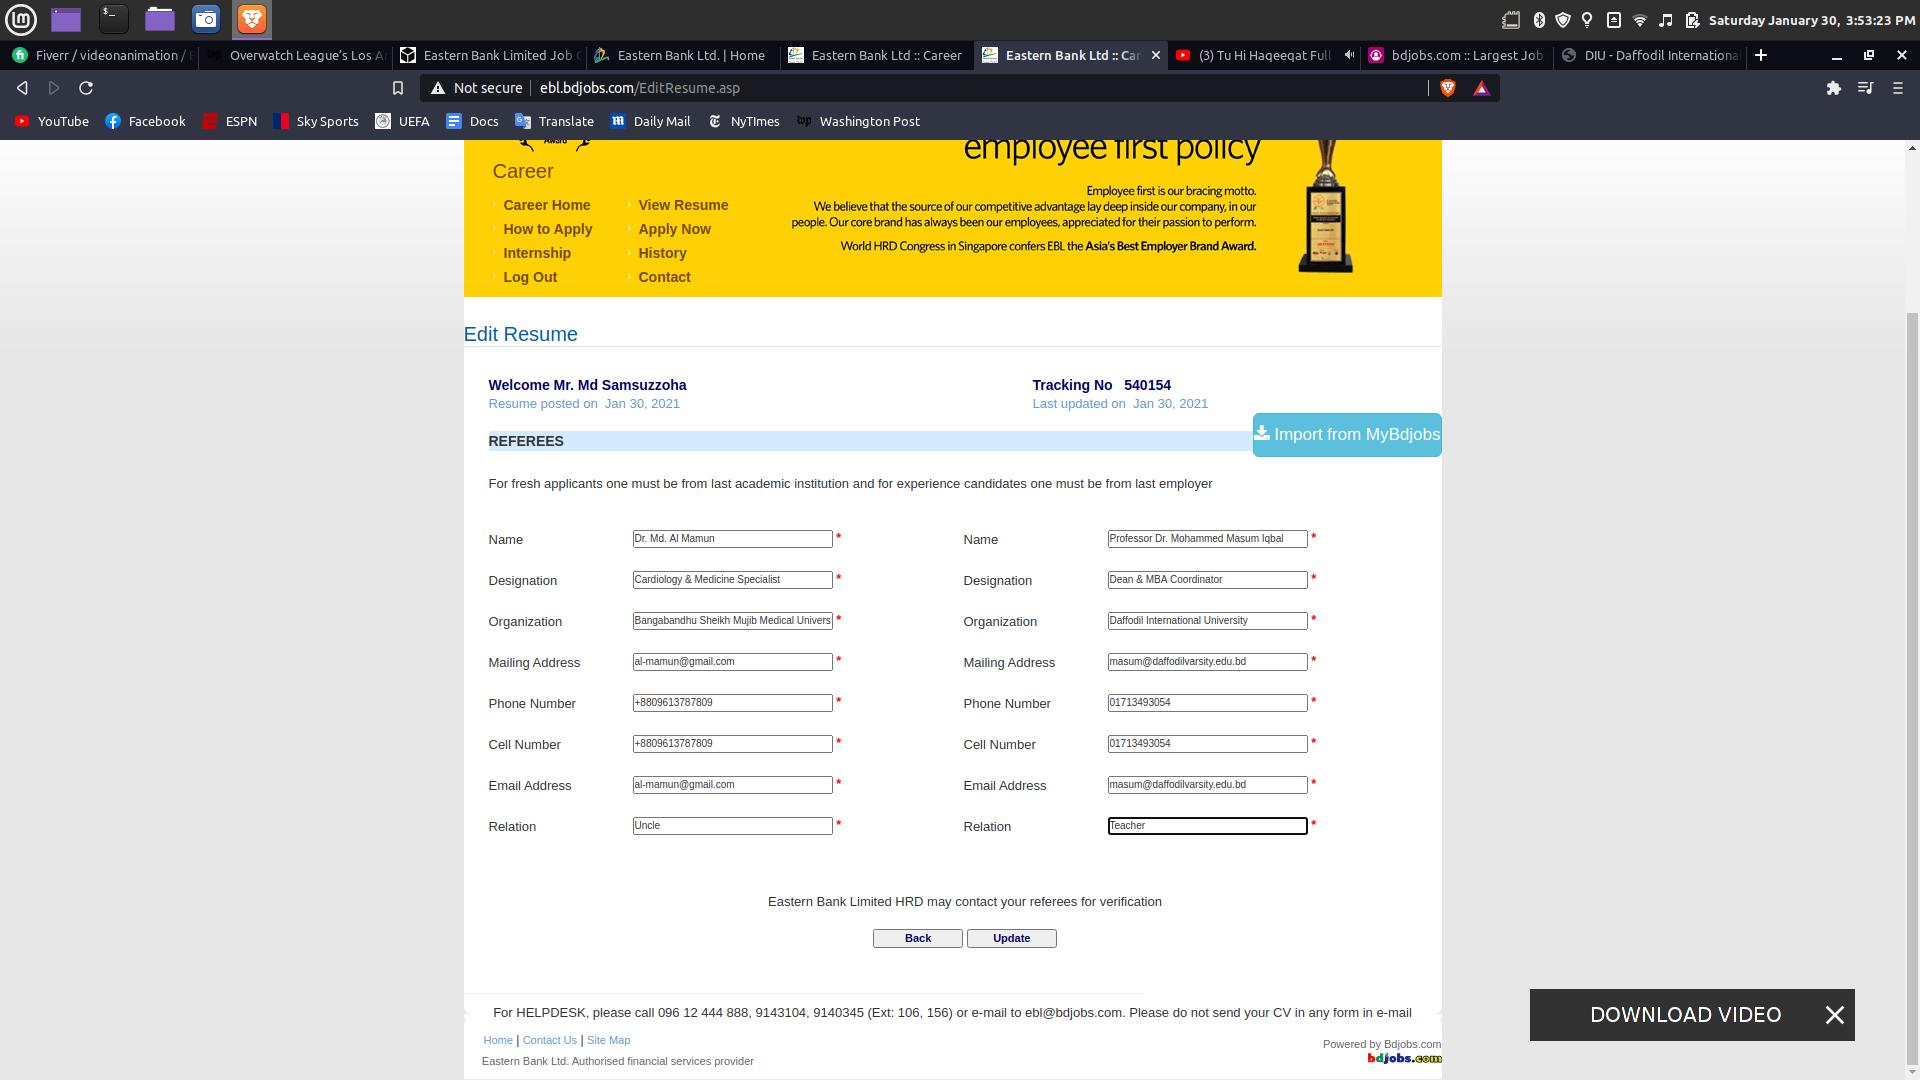 Saturday January 30, 3:53:23 PM
Fiverr / videonanimation /
Overwatch League's Los A
Eastern Bank Limited Job
Eastern Bank Ltd. | Home
Eastern Bank Ltd :: Career
Eastern Bank Ltd :: Car
(3) Tu Hi Haqeeqat Full
bdjobs.com :: Largest Job
DIU - Daffodil International
Not secure
ebl.bdjobs.com/EditResume.asp
YouTube
Facebook
ESPN
Sky Sports
UEFA
Docs
Translate
Daily Mail
NyTImes
Washington Post
Award
employee first policy
Career
Employee first is our bracing motto.
We believe that the source of our competitive advantage lay deep inside our company, in our
people. Our core brand has always been our employees, appreciated for their passion to perform.
World HRD Congress in Singapore confers EBL the Asia's Best Employer Brand Award.
Career Home
View Resume
How to Apply
Apply Now
Internship
History
Log Out
Contact
Edit Resume
Welcome Mr. Md Samsuzzoha
Tracking No 540154
Resume posted on Jan 30, 2021
Last updated on Jan 30, 2021
REFEREES
Import from MyBdjobs
For fresh applicants one must be from last academic institution and for experience candidates one must be from last employer
Name Dr. Md. Al Mamun *
Name Professor Dr. Mohammed Masum Iqbal *
Designation Cardiology & Medicine Specialist *
Designation Dean & MBA Coordinator *
Organization Bangabandhu Sheikh Mujib Medical Univers *
Organization Daffodil International University *
Mailing Address al-mamun@gmail.com *
Mailing Address masum@daffodilvarsity.edu.bd *
Phone Number +8809613787809 *
Phone Number 01713493054 *
Cell Number +8809613787809 *
Cell Number 01713493054 *
Email Address al-mamun@gmail.com *
Email Address masum@daffodilvarsity.edu.bd *
Relation Uncle *
Relation Teacher *
Eastern Bank Limited HRD may contact your referees for verification
Back
Update
For HELPDESK, please call 096 12 444 888, 9143104, 9140345 (Ext: 106, 156) or e-mail to ebl@bdjobs.com. Please do not send your CV in any form in e-mail
Home | Contact Us | Site Map
Eastern Bank Ltd. Authorised financial services provider
Powered by Bdjobs.com
bdjobs.com
DOWNLOAD VIDEO